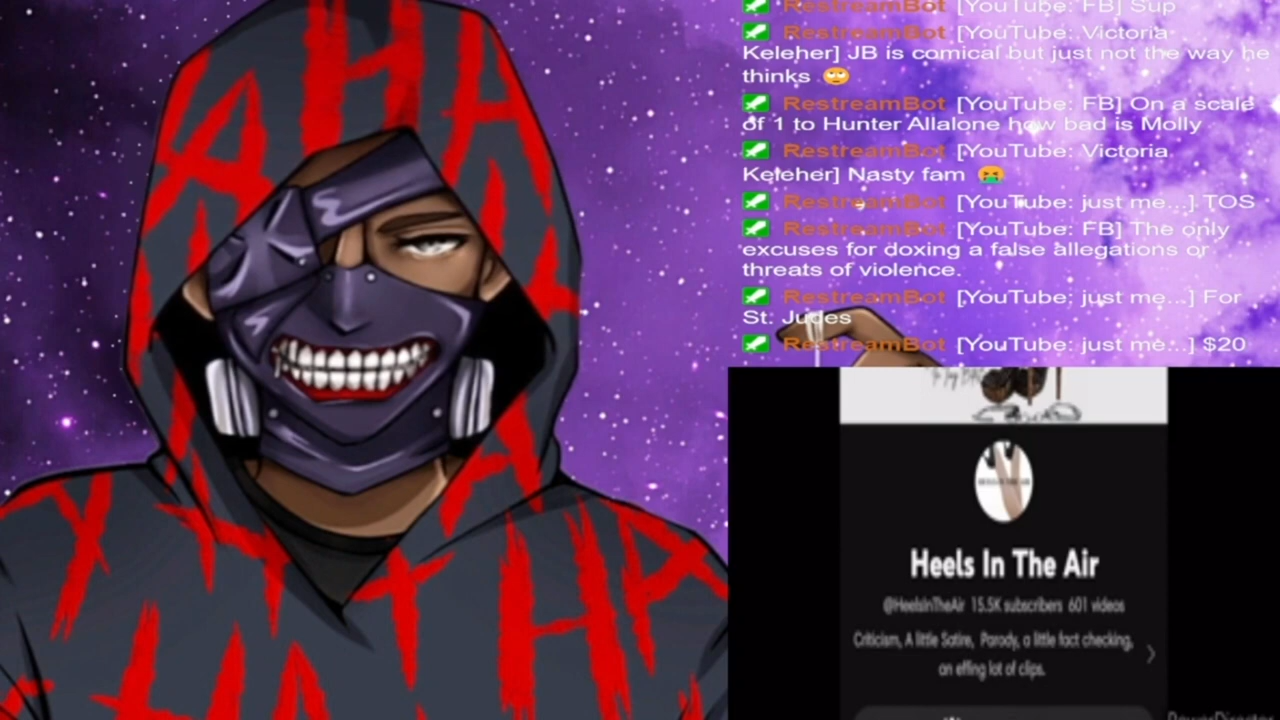 RestreamBot [YouTube: FB] Sup
RestreamBot [YouTube: Victoria
Keleher] JB is comical but just not the way he
thinks 🙄
RestreamBot [YouTube: FB] On a scale
of 1 to Hunter Allalone how bad is Molly
RestreamBot [YouTube: Victoria
Keleher] Nasty fam 🤮
RestreamBot [YouTube: just me...] TOS
RestreamBot [YouTube: FB] The only
excuses for doxing a false allegations or
threats of violence.
RestreamBot [YouTube: just me...] For
St. Judes
RestreamBot [YouTube: just me...] $20
Heels In The Air
@HeelsInTheAir 15.5K subscribers 601 videos
Criticism, A little Satire, Parody, a little fact checking,
an effing lot of clips.
PowerDirector